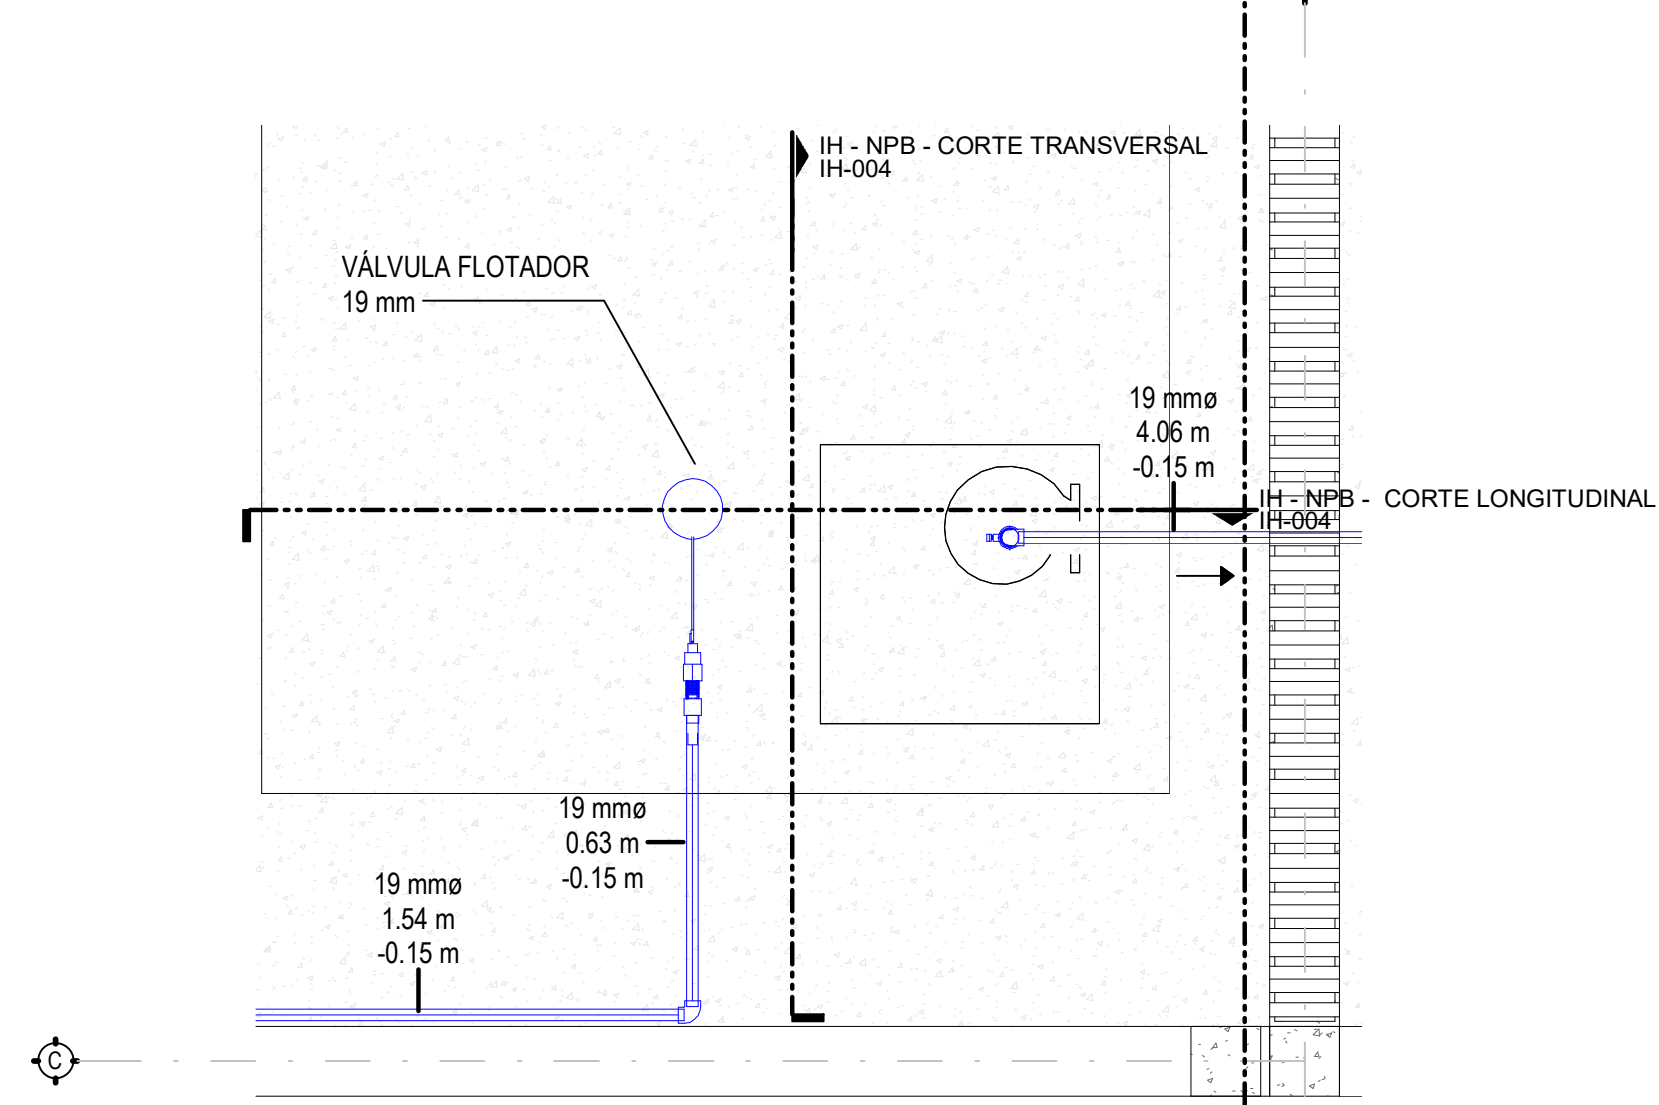 IH - NPB - CORTE TRANSVERSAL
IH-004
VÁLVULA FLOTADOR
19 mm
19 mmø
4.06 m
-0.15 m
IH - NPB - CORTE LONGITUDINAL
IH-004
19 mmø
0.63 m
-0.15 m
19 mmø
1.54 m
-0.15 m
C